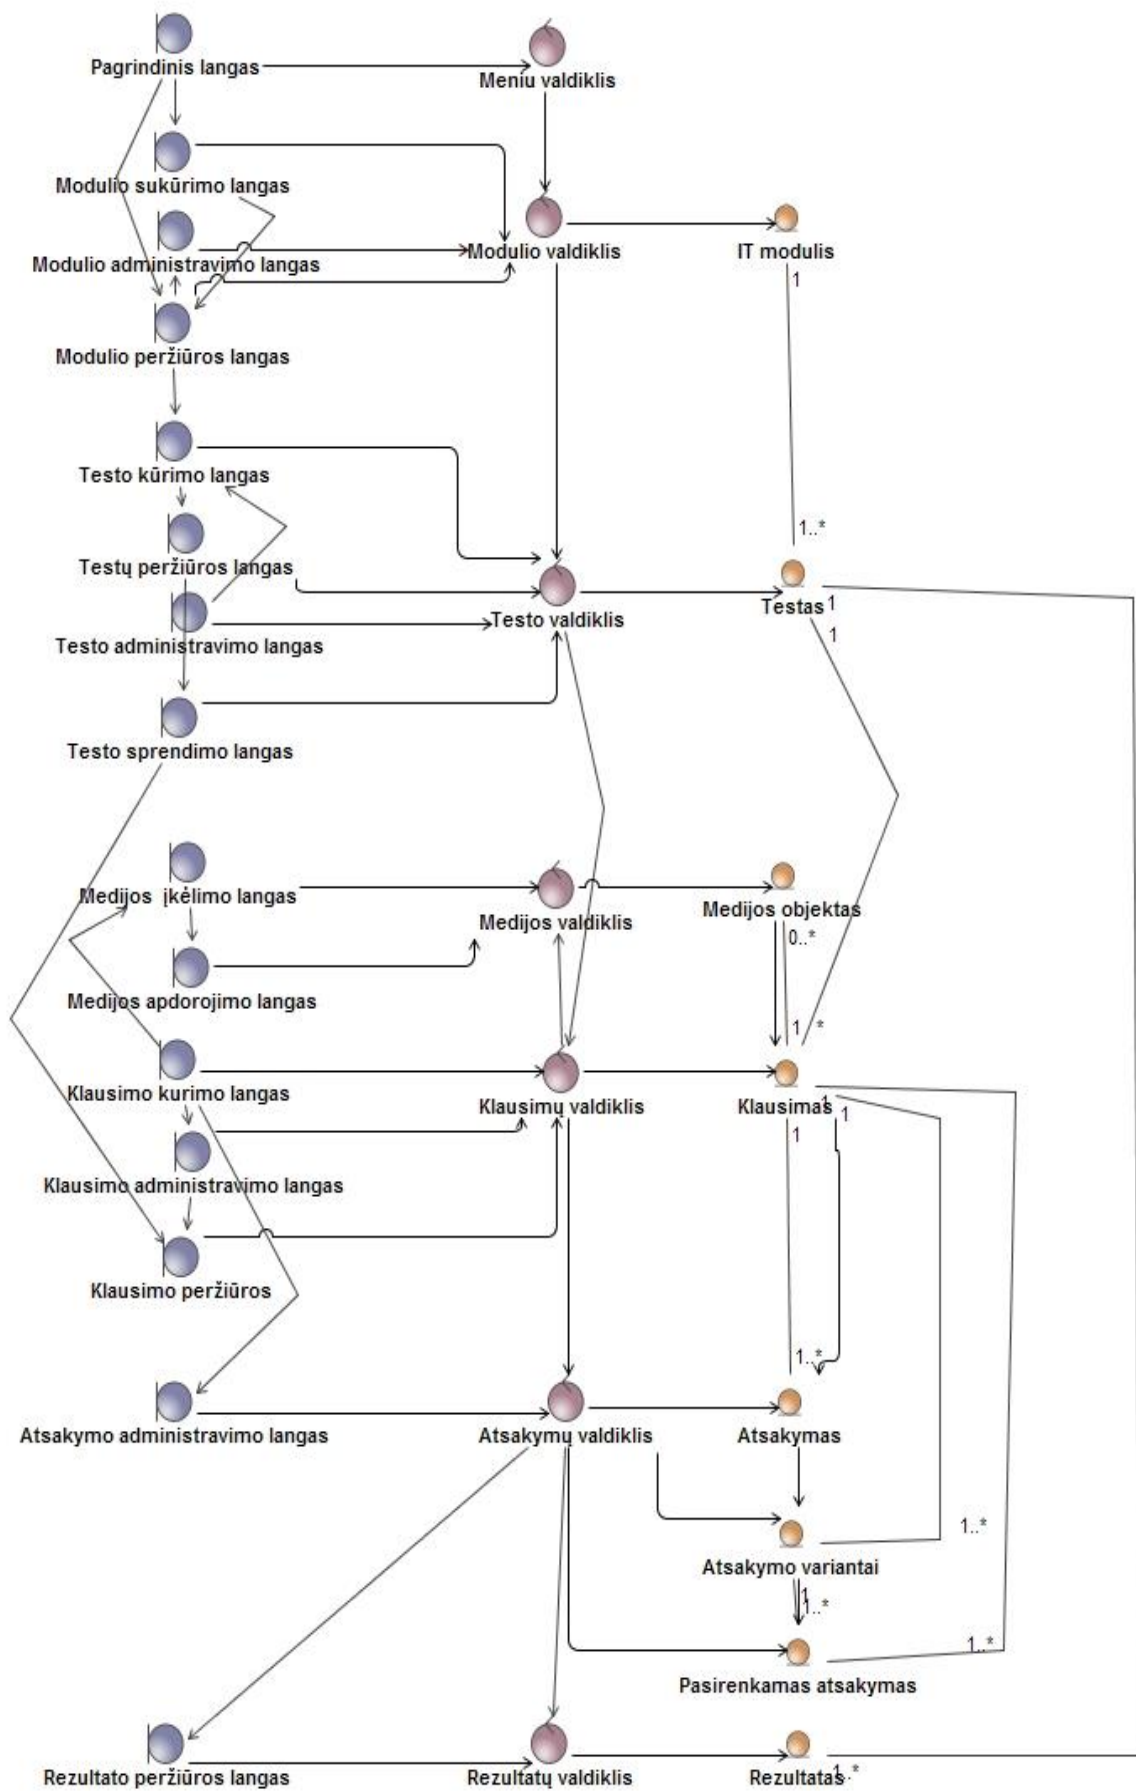 Pagrindinis langas
Meniu valdiklis
Modulio sukūrimo langas
Modulio administravimo langas
Modulio valdiklis
IT modulis
1
Modulio peržiūros langas
Testo kūrimo langas
1..*
Testų peržiūros langas
Testo valdiklis
Testas
1
1
Testo administravimo langas
Testo sprendimo langas
Medijos įkėlimo langas
Medijos valdiklis
Medijos objektas
0..*
Medijos apdorojimo langas
1
*
Klausimo kurimo langas
Klausimų valdiklis
Klausimas
1
1
1
Klausimo administravimo langas
Klausimo peržiūros
1..*
Atsakymo administravimo langas
Atsakymų valdiklis
Atsakymas
1..*
Atsakymo variantai
1
1..*
1..*
Pasirenkamas atsakymas
Rezultato peržiūros langas
Rezultatų valdiklis
Rezultatas
1..*